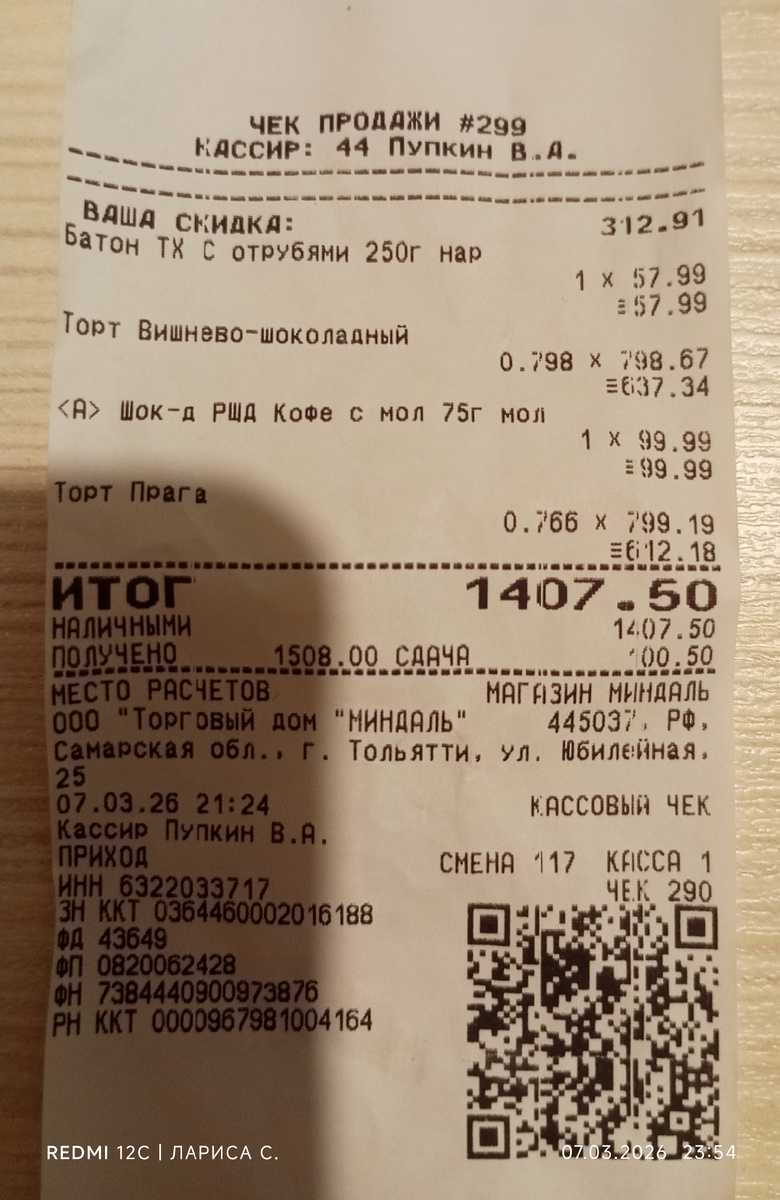 ЧЕК ПРОДАЖИ #299
КАССИР: 44 Пупкин В.А.
ВАША СКИДКА: 312.91
Батон ТХ С отрубями 250г нар
1 x 57.99
≡57.99
Торт Вишнево-шоколадный
0.798 x 798.67
≡637.34
<А> Шок-д РШД Кофе с мол 75г мол
1 x 99.99
≡99.99
Торт Прага
0.766 x 799.19
≡612.18
ИТОГ 1407.50
НАЛИЧНЫМИ 1407.50
ПОЛУЧЕНО 1508.00 СДАЧА 100.50
МЕСТО РАСЧЕТОВ МАГАЗИН МИНДАЛЬ
ООО "Торговый дом "МИНДАЛЬ" 445037, РФ,
Самарская обл., г. Тольятти, ул. Юбилейная,
25
07.03.26 21:24 КАССОВЫЙ ЧЕК
Кассир Пупкин В.А.
ПРИХОД СМЕНА 117 КАССА 1
ИНН 6322033717 ЧЕК 290
ЗН ККТ 0364460002016188
ФД 43649
ФП 0820062428
ФН 7384440900973876
РН ККТ 0000967981004164
REDMI 12C | ЛАРИСА С. 07.03.2026 23:54